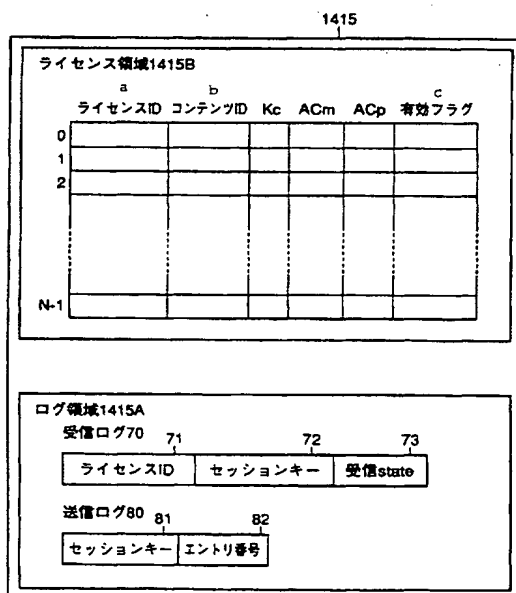 1415
ライセンス領域1415B
a b c
ライセンスID コンテンツID Kc ACm ACp 有効フラグ
0
1
2
N-1
ログ領域1415A
受信ログ70
71 72 73
ライセンスID セッションキー 受信state
送信ログ80
81 82
セッションキー エントリ番号